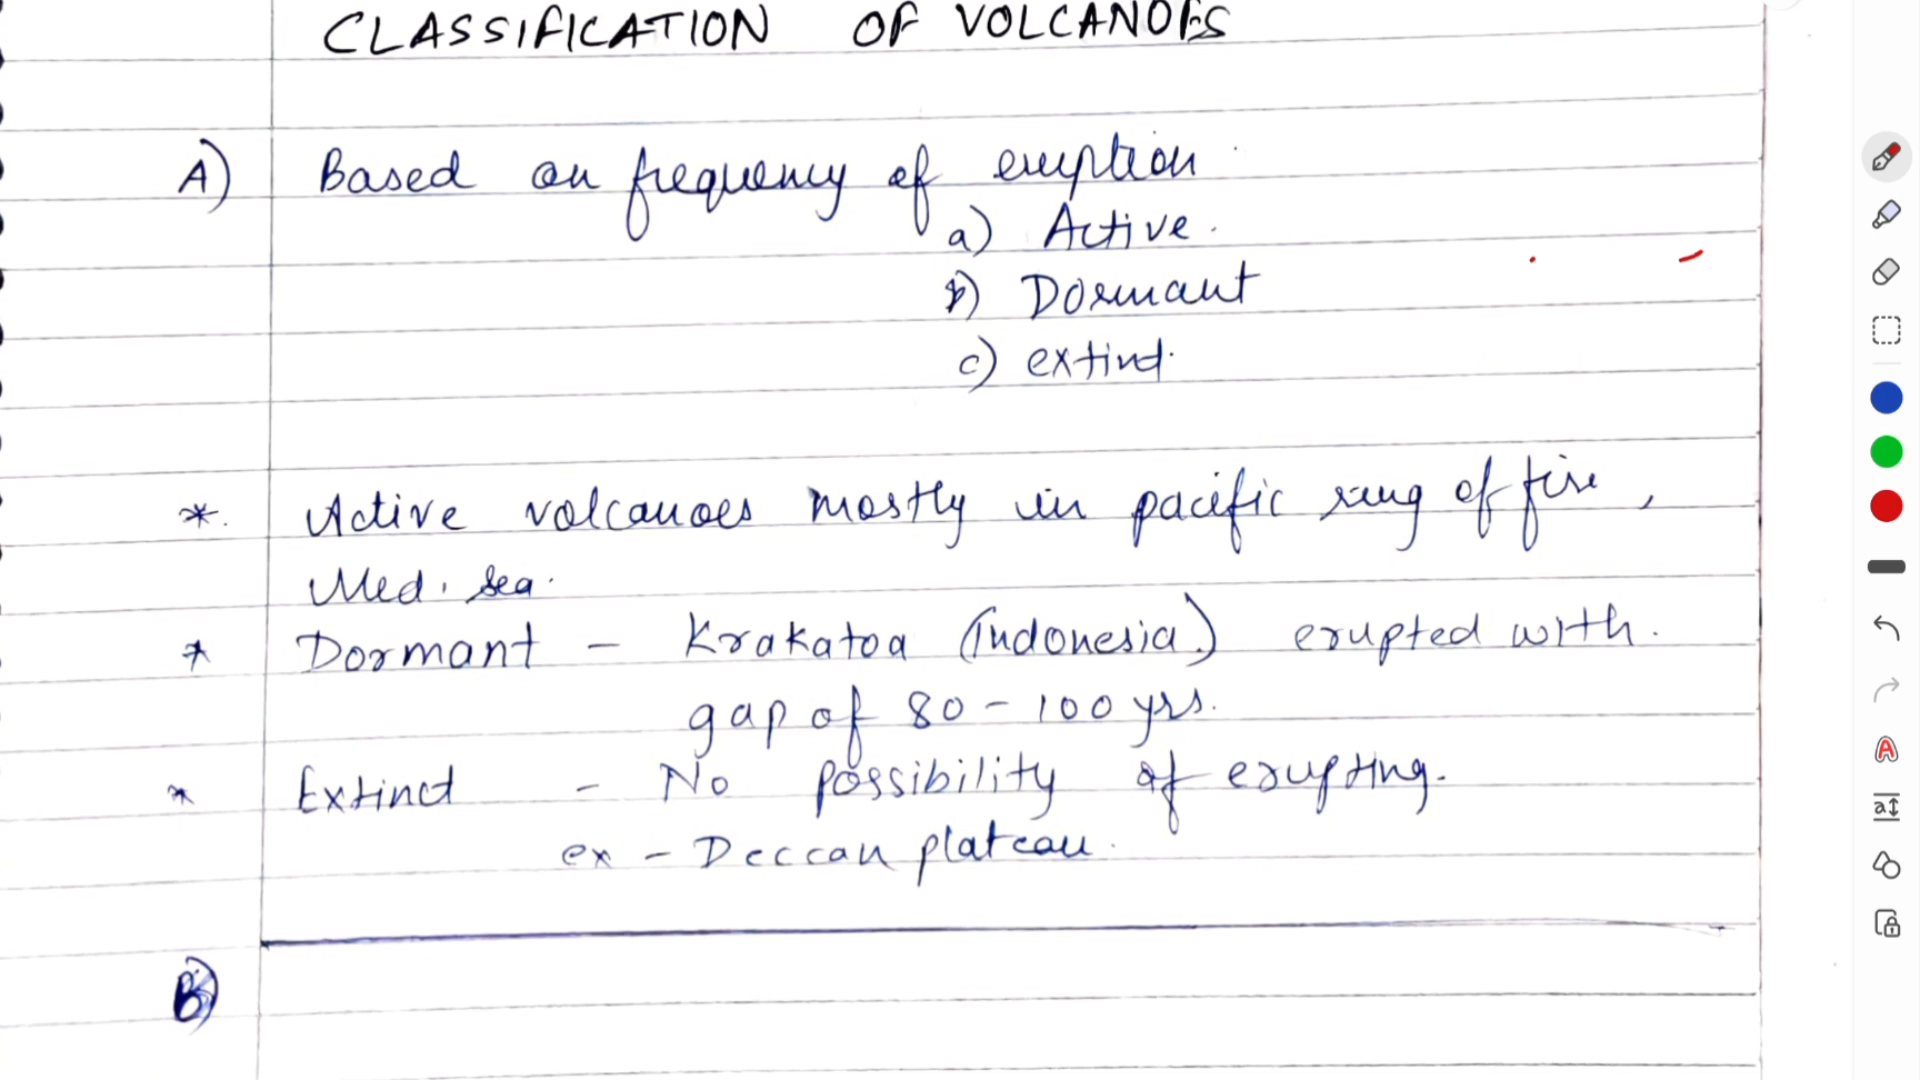 CLASSIFICATION OF VOLCANOES
A) Based on frequency of eruption
a) Active.
b) Dormant
c) extinct.
* Active volcanoes mostly in pacific ring of fire,
Med. sea.
* Dormant - Krakatoa (Indonesia) erupted with.
gap of 80-100 yrs.
* Extinct - No possibility of erupting.
ex - Deccan plateau.
B)